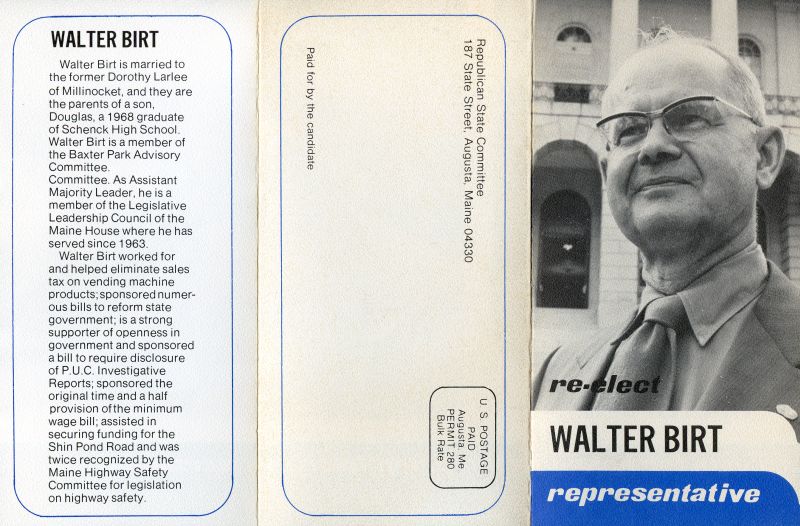 WALTER BIRT
Walter Birt is married to
the former Dorothy Larlee
of Millinocket, and they are
the parents of a son,
Douglas, a 1968 graduate
of Schenck High School.
Walter Birt is a member of
the Baxter Park Advisory
Committee.
Committee. As Assistant
Majority Leader, he is a
member of the Legislative
Leadership Council of the
Maine House where he has
served since 1963.
Walter Birt worked for
and helped eliminate sales
tax on vending machine
products; sponsored numer-
ous bills to reform state
government; is a strong
supporter of openness in
government and sponsored
a bill to require disclosure
of P.U.C. Investigative
Reports; sponsored the
original time and a half
provision of the minimum
wage bill; assisted in
securing funding for the
Shin Pond Road and was
twice recognized by the
Maine Highway Safety
Committee for legislation
on highway safety.
Republican State Committee
187 State Street, Augusta, Maine 04330
Paid for by the candidate
U S POSTAGE
PAID
Augusta, Me
PERMIT 280
Bulk Rate
re-elect
WALTER BIRT
representative